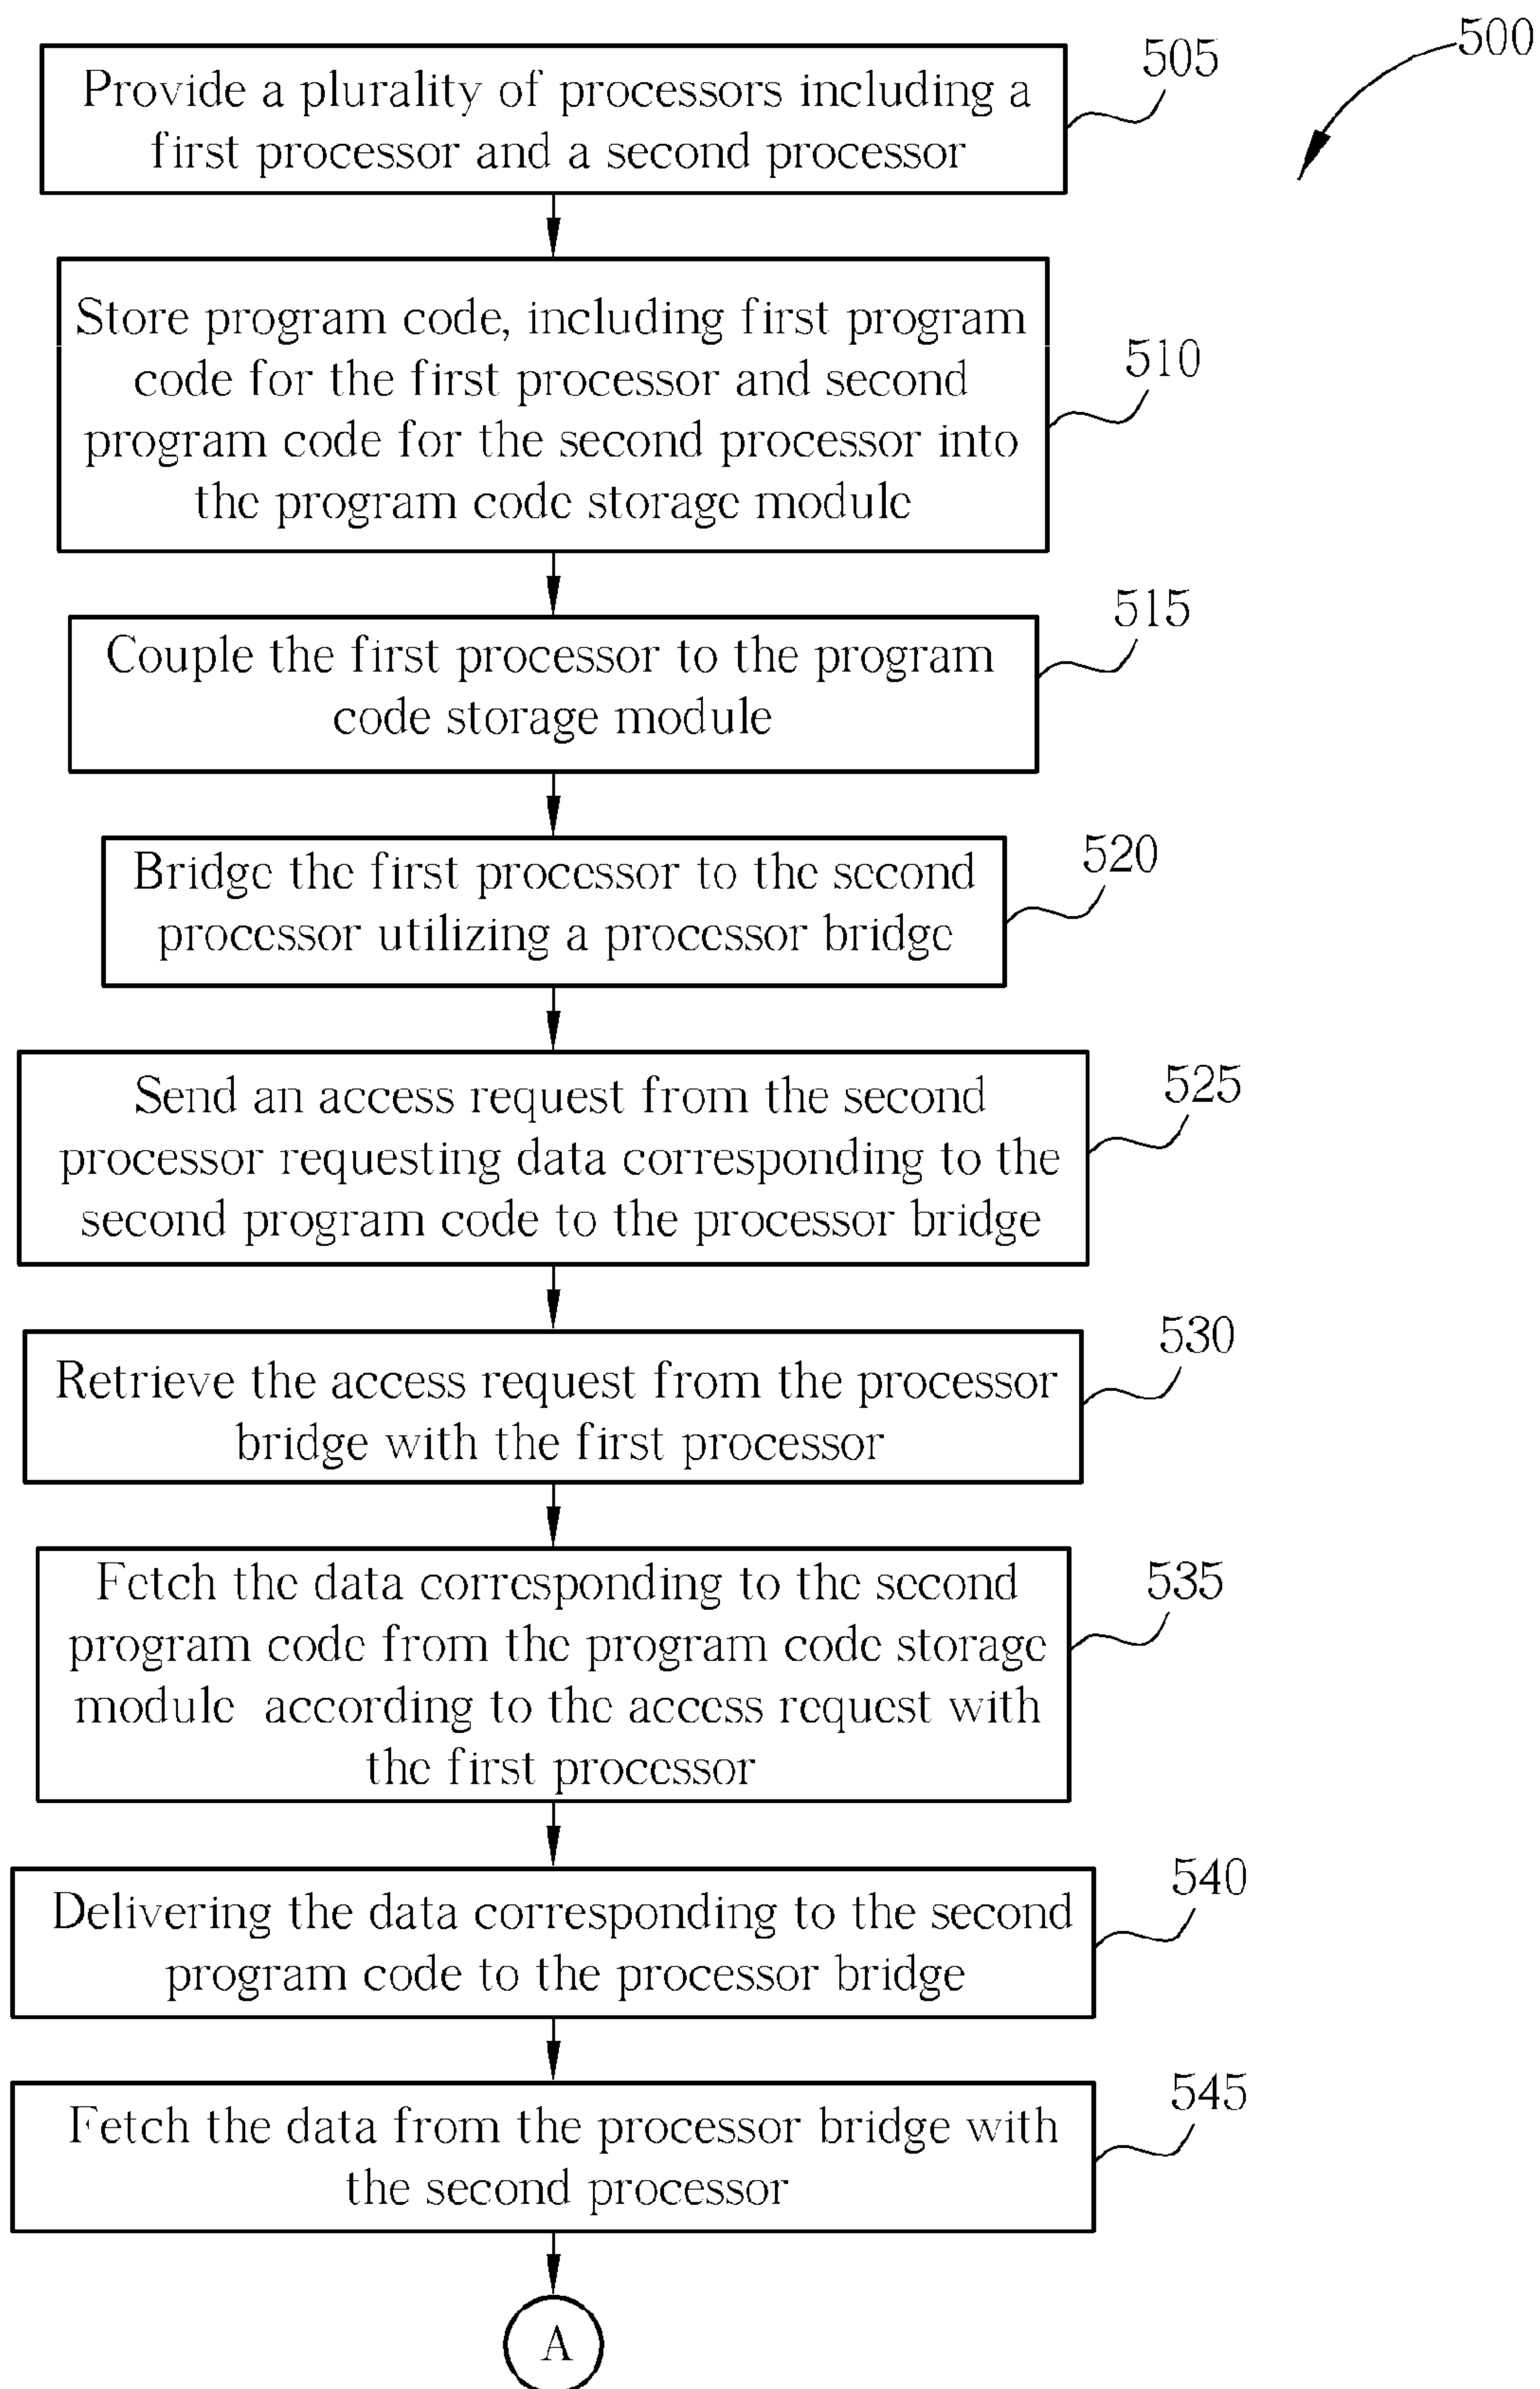 500
Provide a plurality of processors including a
first processor and a second processor
505
Store program code, including first program
code for the first processor and second
program code for the second processor into
the program code storage module
510
Couple the first processor to the program
code storage module
515
Bridge the first processor to the second
processor utilizing a processor bridge
520
Send an access request from the second
processor requesting data corresponding to the
second program code to the processor bridge
525
Retrieve the access request from the processor
bridge with the first processor
530
Fetch the data corresponding to the second
program code from the program code storage
module according to the access request with
the first processor
535
Delivering the data corresponding to the second
program code to the processor bridge
540
Fetch the data from the processor bridge with
the second processor
545
A